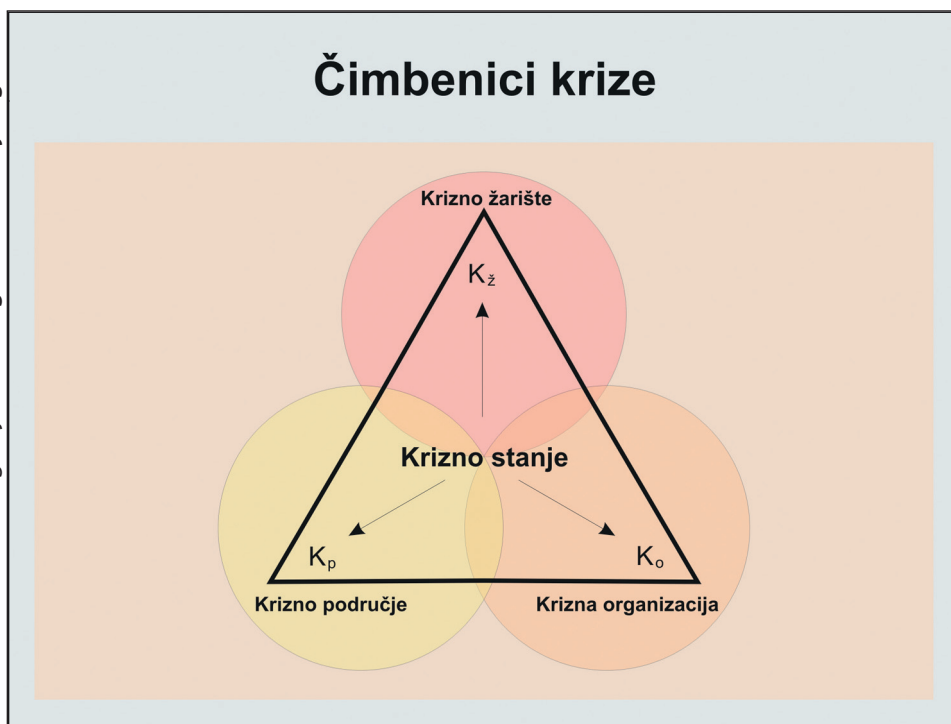 Čimbenici krize
Krizno žarište
Kž
Krizno stanje
Kp
Ko
Krizno područje
Krizna organizacija